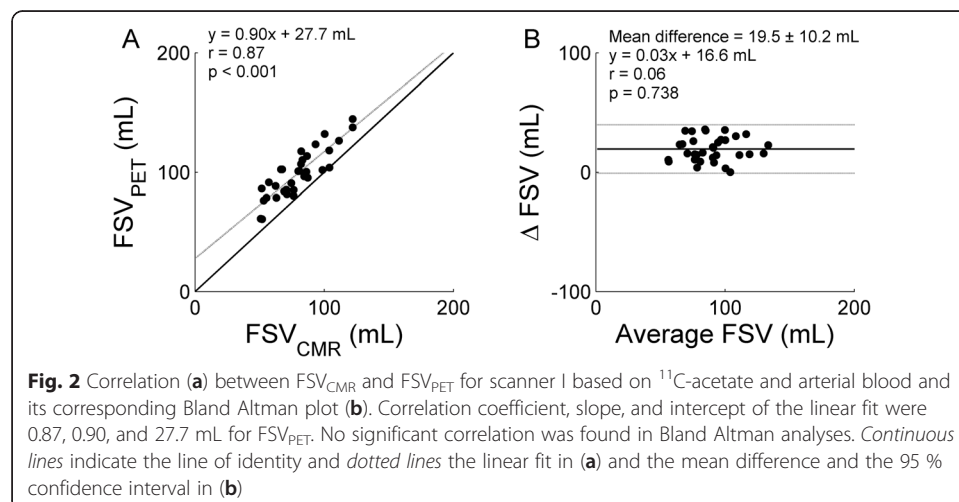 A
y = 0.90x + 27.7 mL
r = 0.87
p < 0.001
200
100
0
FSV_PET (mL)
0 100 200
FSV_CMR (mL)
B
Mean difference = 19.5 ± 10.2 mL
y = 0.03x + 16.6 mL
r = 0.06
p = 0.738
100
0
-100
Δ FSV (mL)
0 100 200
Average FSV (mL)
Fig. 2 Correlation (a) between FSV_CMR and FSV_PET for scanner I based on ¹¹C-acetate and arterial blood and
its corresponding Bland Altman plot (b). Correlation coefficient, slope, and intercept of the linear fit were
0.87, 0.90, and 27.7 mL for FSV_PET. No significant correlation was found in Bland Altman analyses. Continuous
lines indicate the line of identity and dotted lines the linear fit in (a) and the mean difference and the 95 %
confidence interval in (b)